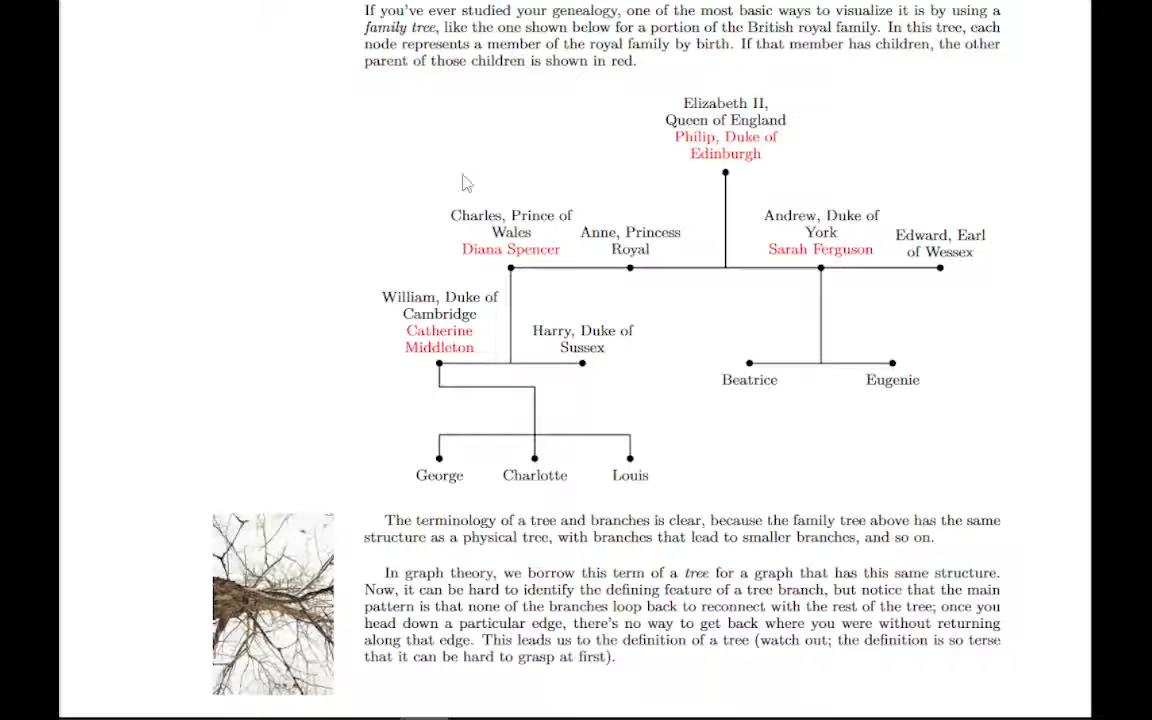 If you've ever studied your genealogy, one of the most basic ways to visualize it is by using a
family tree, like the one shown below for a portion of the British royal family. In this tree, each
node represents a member of the royal family by birth. If that member has children, the other
parent of those children is shown in red.
Elizabeth II,
Queen of England
Philip, Duke of
Edinburgh
Charles, Prince of
Wales
Diana Spencer
Anne, Princess
Royal
Andrew, Duke of
York
Sarah Ferguson
Edward, Earl
of Wessex
William, Duke of
Cambridge
Catherine
Middleton
Harry, Duke of
Sussex
Beatrice
Eugenie
George
Charlotte
Louis
The terminology of a tree and branches is clear, because the family tree above has the same
structure as a physical tree, with branches that lead to smaller branches, and so on.
In graph theory, we borrow this term of a tree for a graph that has this same structure.
Now, it can be hard to identify the defining feature of a tree branch, but notice that the main
pattern is that none of the branches loop back to reconnect with the rest of the tree; once you
head down a particular edge, there's no way to get back where you were without returning
along that edge. This leads us to the definition of a tree (watch out; the definition is so terse
that it can be hard to grasp at first).